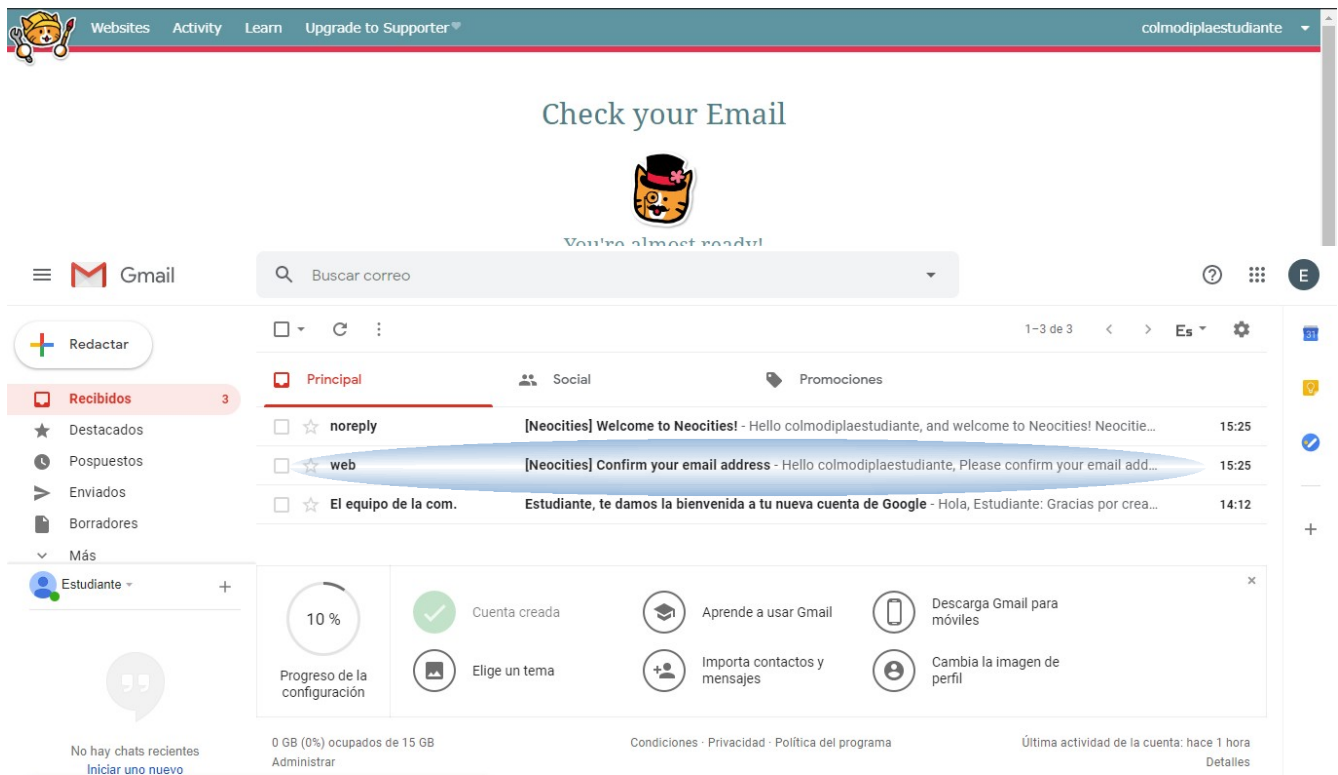 Websites Activity Learn Upgrade to Supporter♥ colmodiplaestudiante
Check your Email
You're almost ready!
Gmail Buscar correo E
Redactar 1–3 de 3 Es 31
Principal Social Promociones
Recibidos 3
Destacados
Pospuestos
Enviados
Borradores
Más
noreply [Neocities] Welcome to Neocities! - Hello colmodiplaestudiante, and welcome to Neocities! Neocitie... 15:25
web [Neocities] Confirm your email address - Hello colmodiplaestudiante, Please confirm your email add... 15:25
El equipo de la com. Estudiante, te damos la bienvenida a tu nueva cuenta de Google - Hola, Estudiante: Gracias por crea... 14:12
Estudiante
10 %
Progreso de la
configuración
Cuenta creada
Aprende a usar Gmail
Descarga Gmail para
móviles
Elige un tema
Importa contactos y
mensajes
Cambia la imagen de
perfil
No hay chats recientes
Iniciar uno nuevo
0 GB (0%) ocupados de 15 GB
Administrar
Condiciones · Privacidad · Política del programa
Última actividad de la cuenta: hace 1 hora
Detalles